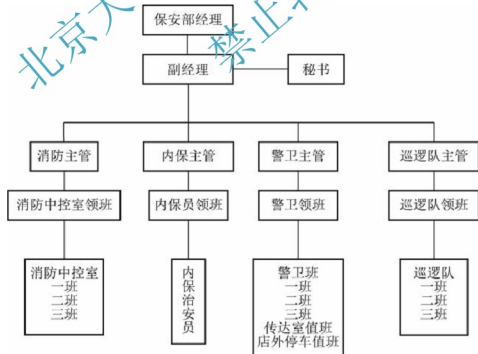 北京大
禁止
保安部经理
副经理
秘书
消防主管
内保主管
警卫主管
巡逻队主管
消防中控室领班
内保员领班
警卫领班
巡逻队领班
消防中控室
一班
二班
三班
内保治安员
警卫班
一班
二班
三班
传达室值班
店外停车值班
巡逻队
一班
二班
三班